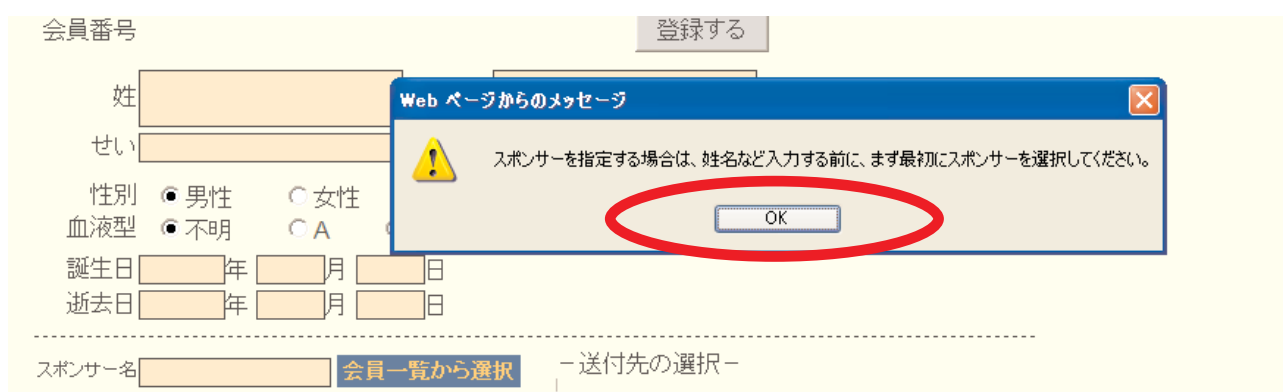 会員番号 登録する
姓
Web ページからのメッセージ
スポンサーを指定する場合は、姓名など入力する前に、まず最初にスポンサーを選択してください。
OK
せい
性別 男性 女性
血液型 不明 A
誕生日 年 月 日
逝去日 年 月 日
スポンサー名 会員一覧から選択 －送付先の選択－